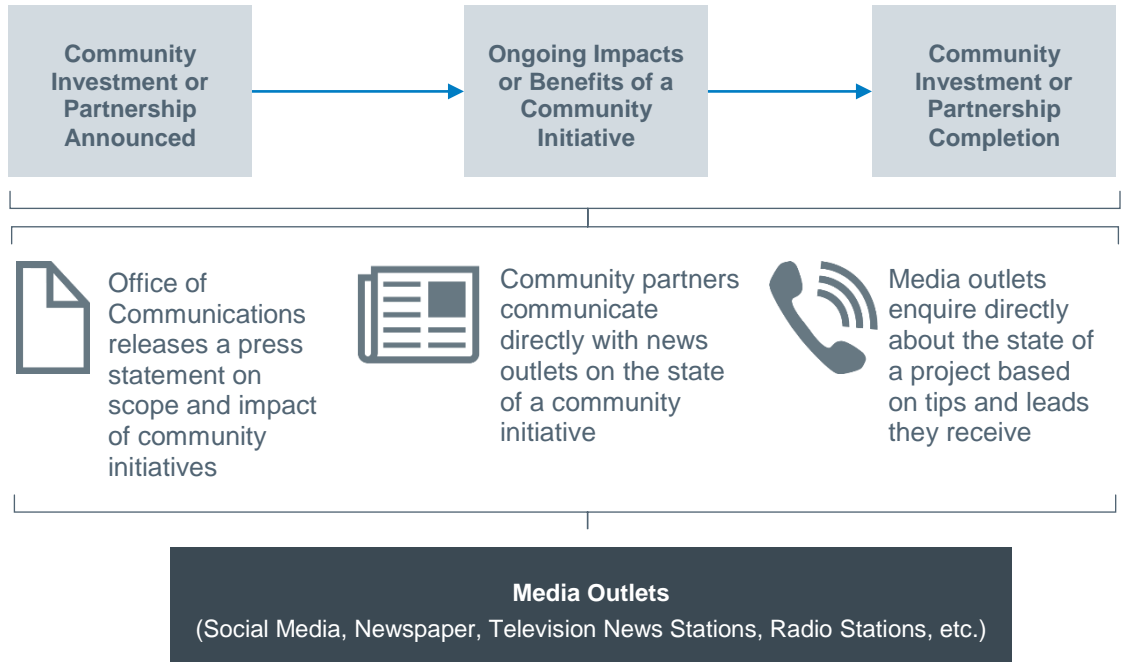 Community
Investment or
Partnership
Announced
Ongoing Impacts
or Benefits of a
Community
Initiative
Community
Investment or
Partnership
Completion
Office of
Communications
releases a press
statement on
scope and impact
of community
initiatives
Community partners
communicate
directly with news
outlets on the state
of a community
initiative
Media outlets
enquire directly
about the state of
a project based
on tips and leads
they receive
Media Outlets
(Social Media, Newspaper, Television News Stations, Radio Stations, etc.)